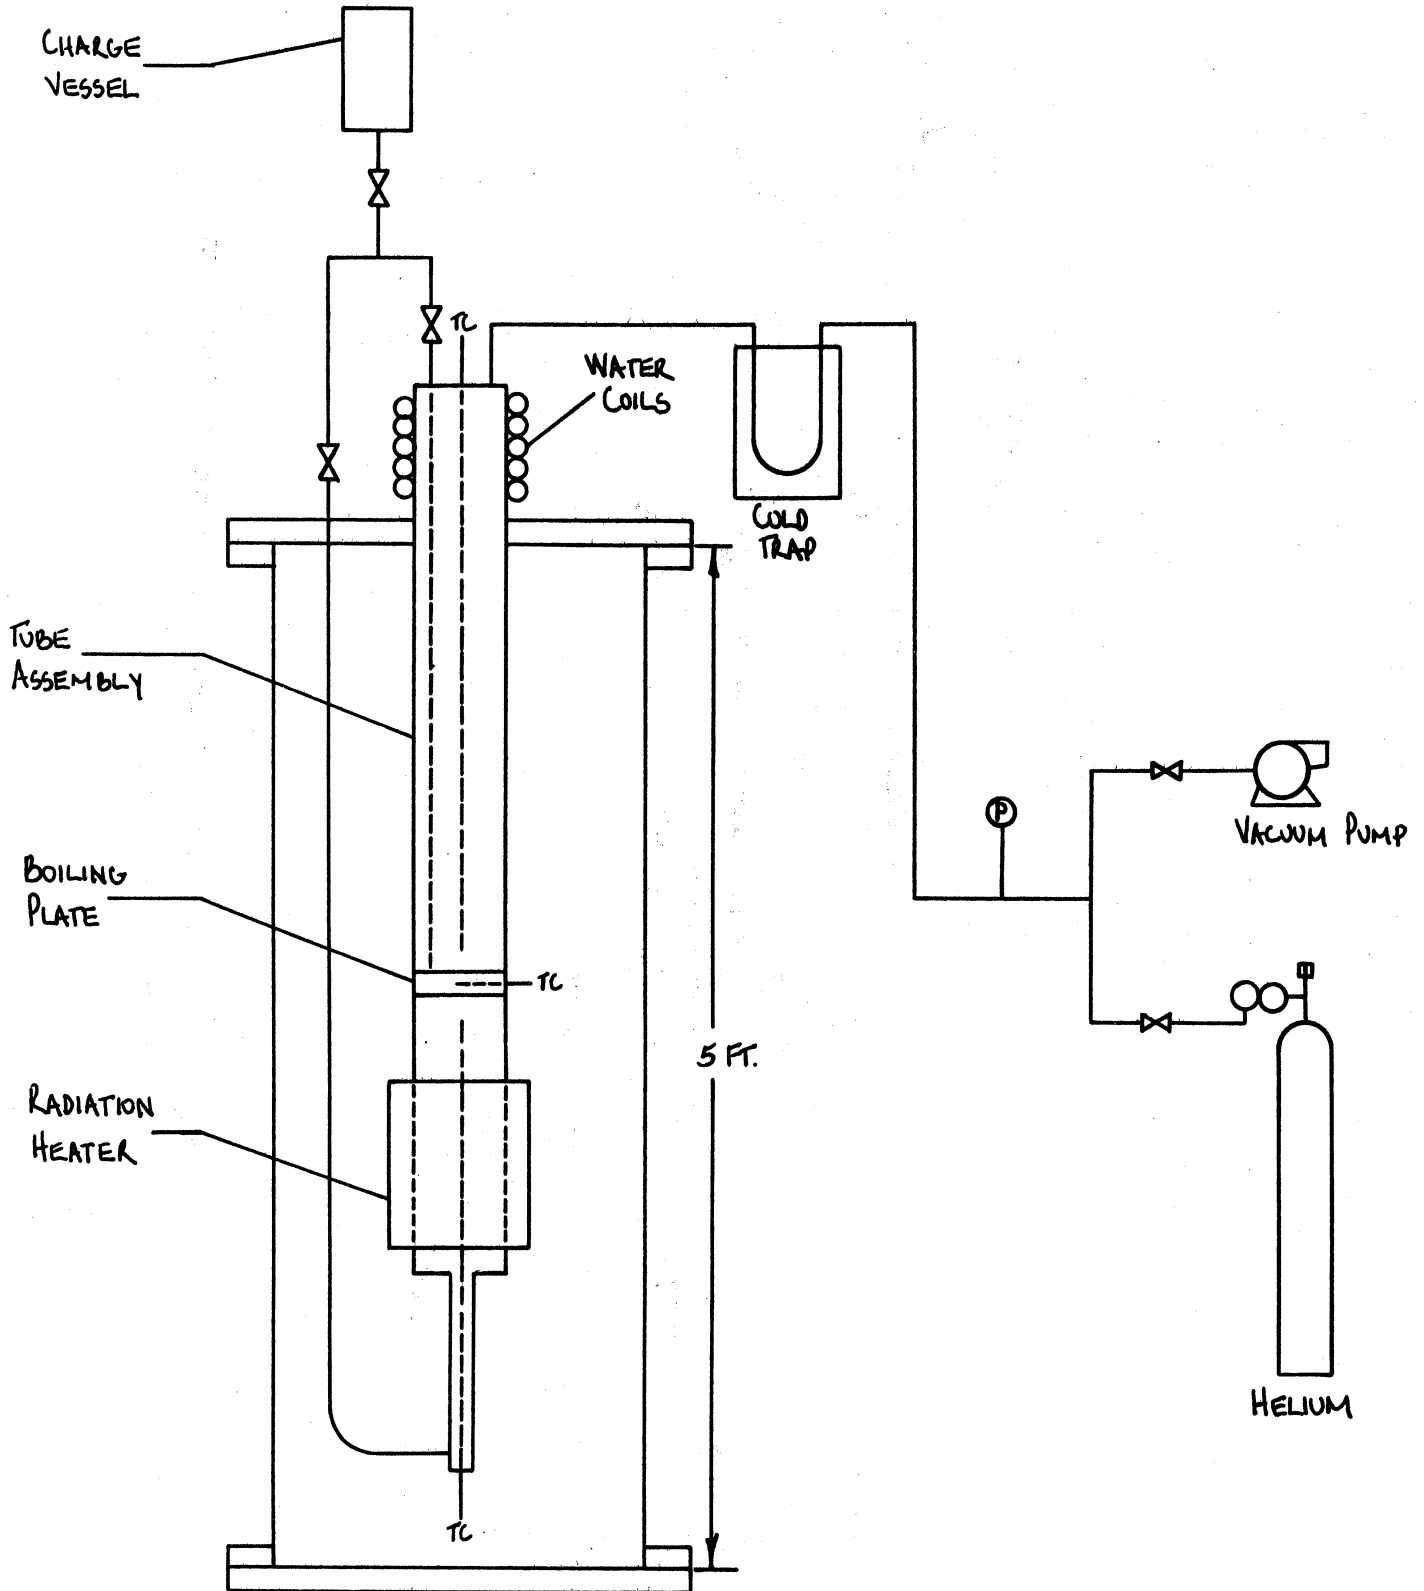 CHARGE
VESSEL
TC
WATER
COILS
COLD
TRAP
TUBE
ASSEMBLY
P
VACUUM PUMP
BOILING
PLATE
TC
5 FT.
RADIATION
HEATER
HELIUM
TC